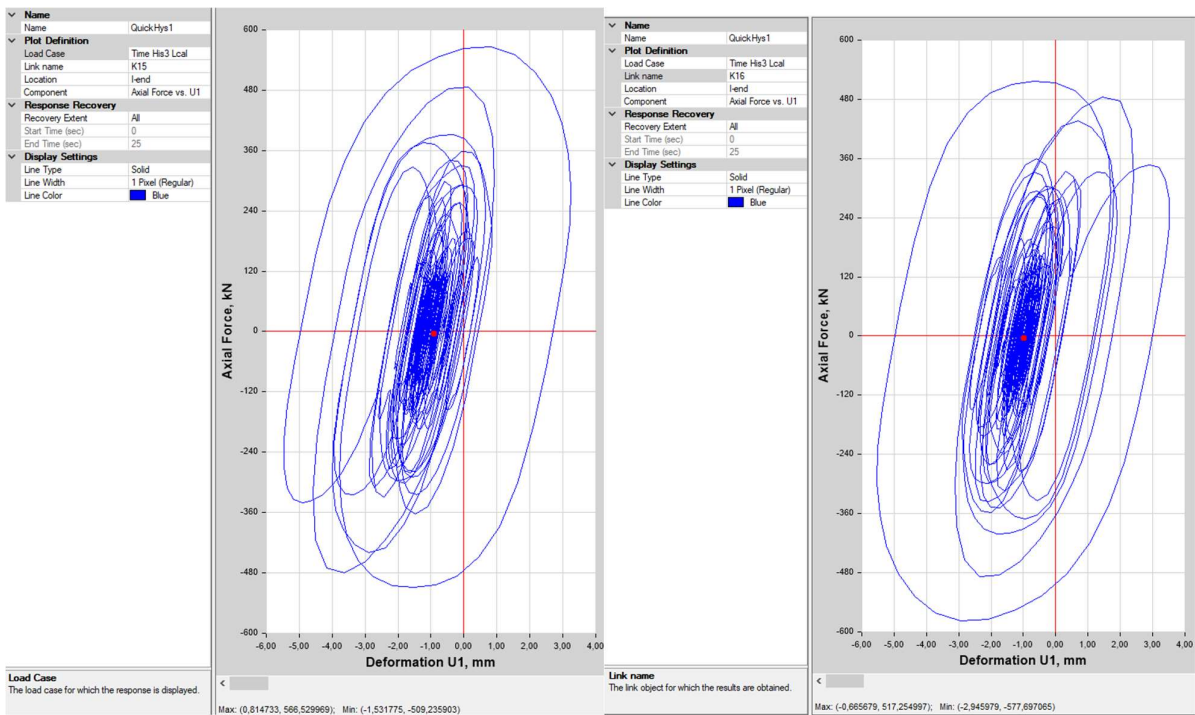 Name
Name QuickHys1
Plot Definition
Load Case Time His3 Lcal
Link name K15
Location I-end
Component Axial Force vs. U1
Response Recovery
Recovery Extent All
Start Time (sec) 0
End Time (sec) 25
Display Settings
Line Type Solid
Line Width 1 Pixel (Regular)
Line Color Blue
Load Case
The load case for which the response is displayed.
600
480
360
240
120
0
-120
-240
-360
-480
-600
Axial Force, kN
-6,00 -5,00 -4,00 -3,00 -2,00 -1,00 0,00 1,00 2,00 3,00 4,00
Deformation U1, mm
Max: (0,814733, 566,529969); Min: (-1,531775, -509,235903)
Name
Name QuickHys1
Plot Definition
Load Case Time His3 Lcal
Link name K16
Location I-end
Component Axial Force vs. U1
Response Recovery
Recovery Extent All
Start Time (sec) 0
End Time (sec) 25
Display Settings
Line Type Solid
Line Width 1 Pixel (Regular)
Line Color Blue
Link name
The link object for which the results are obtained.
600
480
360
240
120
0
-120
-240
-360
-480
-600
Axial Force, kN
-6,00 -5,00 -4,00 -3,00 -2,00 -1,00 0,00 1,00 2,00 3,00 4,00
Deformation U1, mm
Max: (-0,665679, 517,254997); Min: (-2,945979, -577,697065)